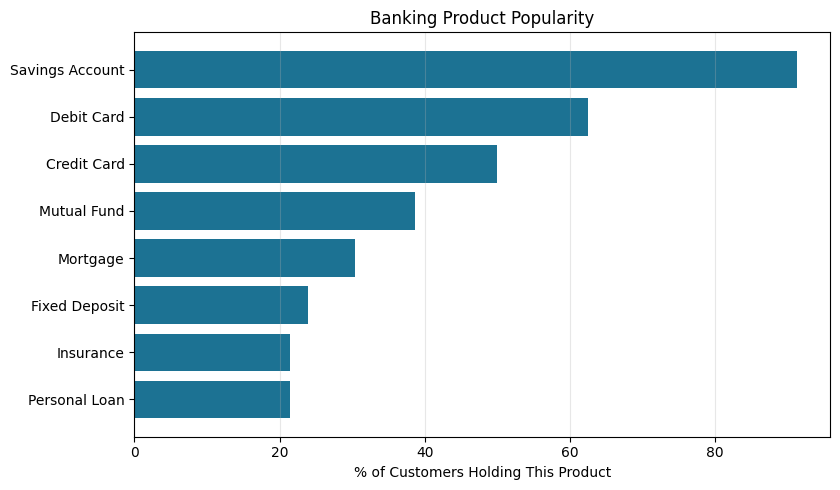 Banking Product Popularity
Savings Account
Debit Card
Credit Card
Mutual Fund
Mortgage
Fixed Deposit
Insurance
Personal Loan
0 20 40 60 80
% of Customers Holding This Product